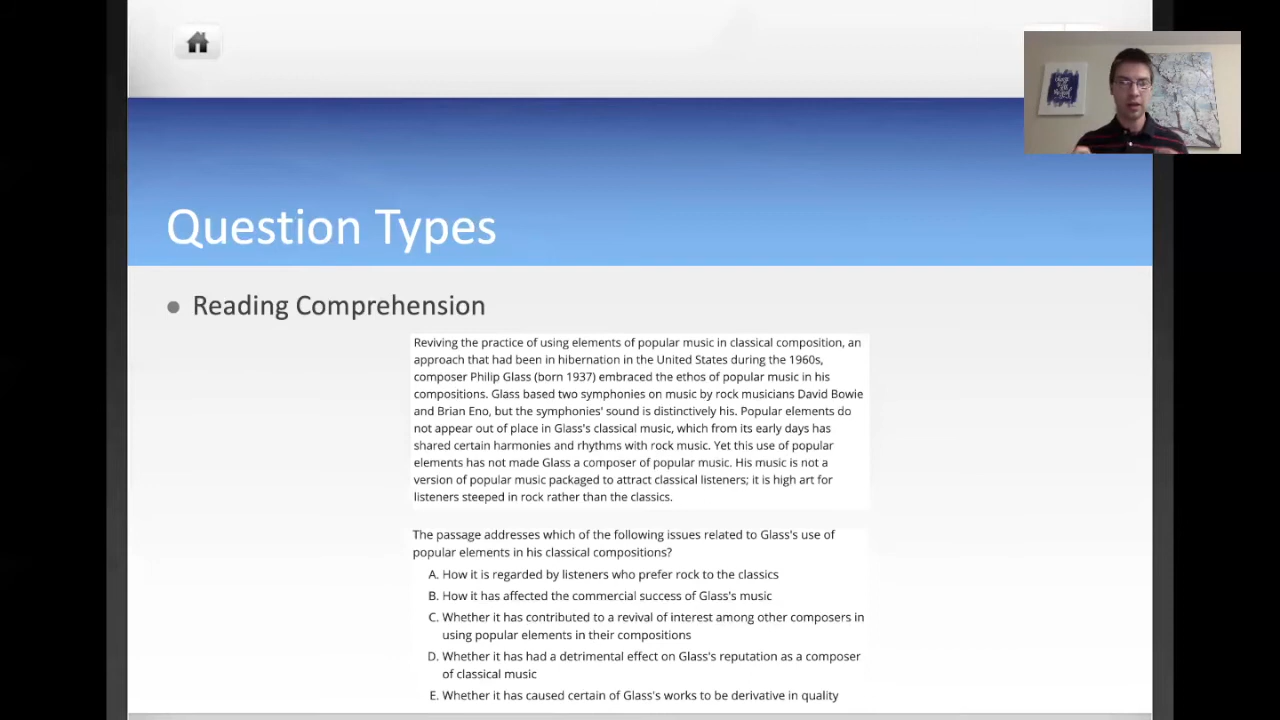 Question Types
Reading Comprehension
Reviving the practice of using elements of popular music in classical composition, an
approach that had been in hibernation in the United States during the 1960s,
composer Philip Glass (born 1937) embraced the ethos of popular music in his
compositions. Glass based two symphonies on music by rock musicians David Bowie
and Brian Eno, but the symphonies' sound is distinctively his. Popular elements do
not appear out of place in Glass's classical music, which from its early days has
shared certain harmonies and rhythms with rock music. Yet this use of popular
elements has not made Glass a composer of popular music. His music is not a
version of popular music packaged to attract classical listeners; it is high art for
listeners steeped in rock rather than the classics.
The passage addresses which of the following issues related to Glass's use of
popular elements in his classical compositions?
A. How it is regarded by listeners who prefer rock to the classics
B. How it has affected the commercial success of Glass's music
C. Whether it has contributed to a revival of interest among other composers in
using popular elements in their compositions
D. Whether it has had a detrimental effect on Glass's reputation as a composer
of classical music
E. Whether it has caused certain of Glass's works to be derivative in quality